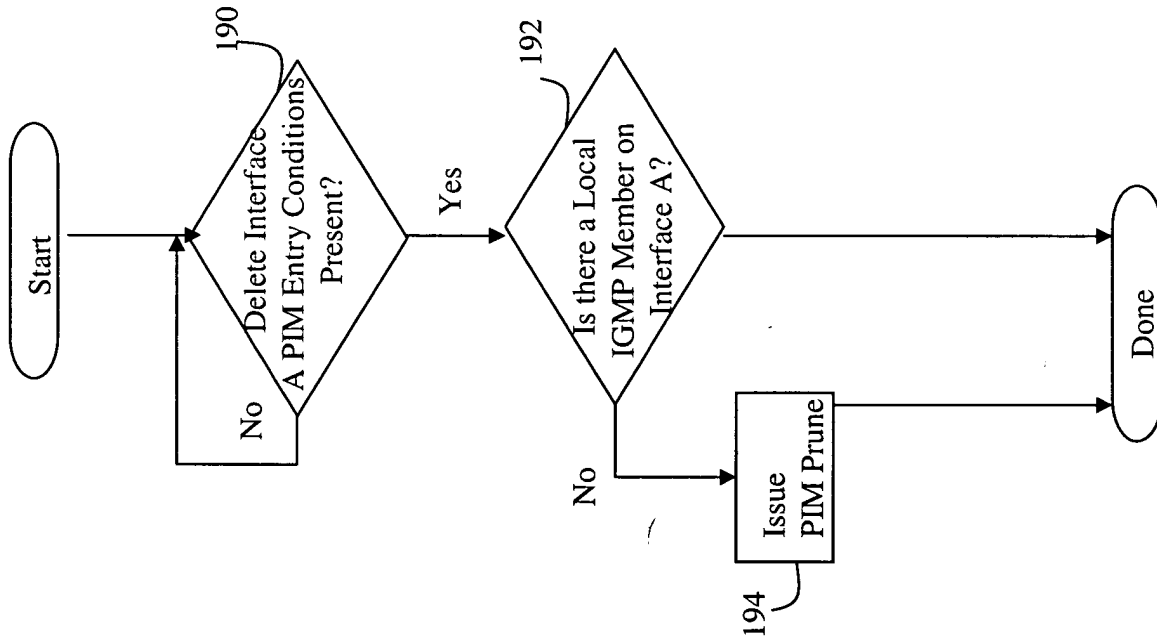 Start
190
Delete Interface
A PIM Entry Conditions
Present?
No
Yes
192
Is there a Local
IGMP Member on
Interface A?
No
Issue
PIM Prune
194
Done